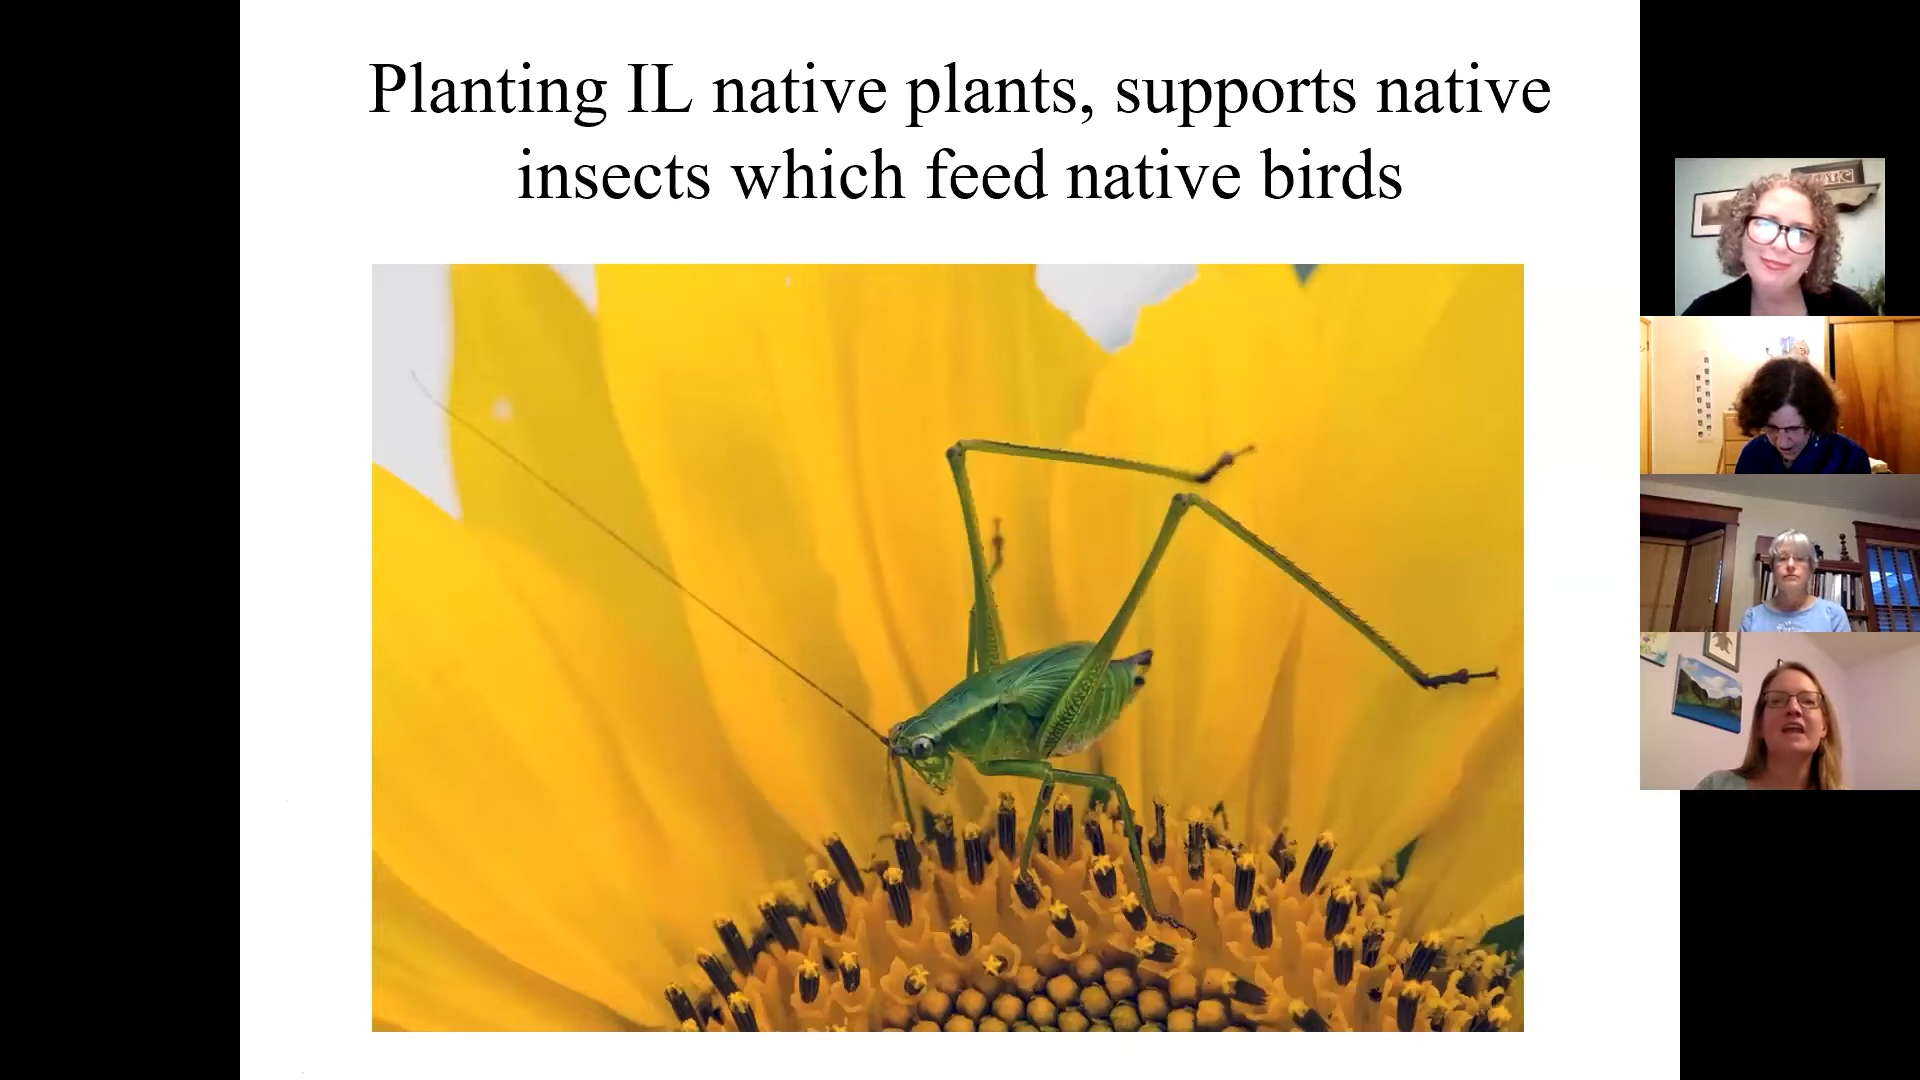 Planting IL native plants, supports native
insects which feed native birds